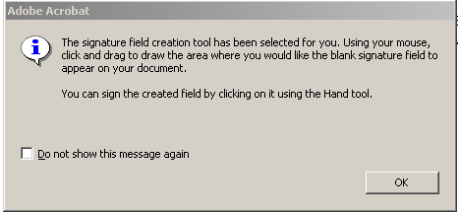 Adobe Acrobat
The signature field creation tool has been selected for you. Using your mouse,
click and drag to draw the area where you would like the blank signature field to
appear on your document.
You can sign the created field by clicking on it using the Hand tool.
Do not show this message again
OK